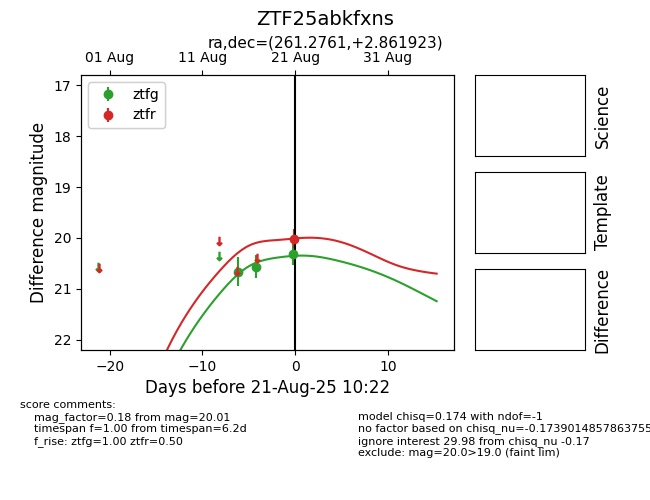 ZTF25abkfxns
ra,dec=(261.2761,+2.861923)
01 Aug 11 Aug 21 Aug 31 Aug
ztfg
ztfr
17
18
19
20
21
22
Difference magnitude
−20 −10 0 10
Days before 21-Aug-25 10:22
Science
Template
Difference
score comments:
mag_factor=0.18 from mag=20.01
timespan f=1.00 from timespan=6.2d
f_rise: ztfg=1.00 ztfr=0.50
model chisq=0.174 with ndof=-1
no factor based on chisq_nu=-0.1739014857863755
ignore interest 29.98 from chisq_nu -0.17
exclude: mag=20.0>19.0 (faint lim)